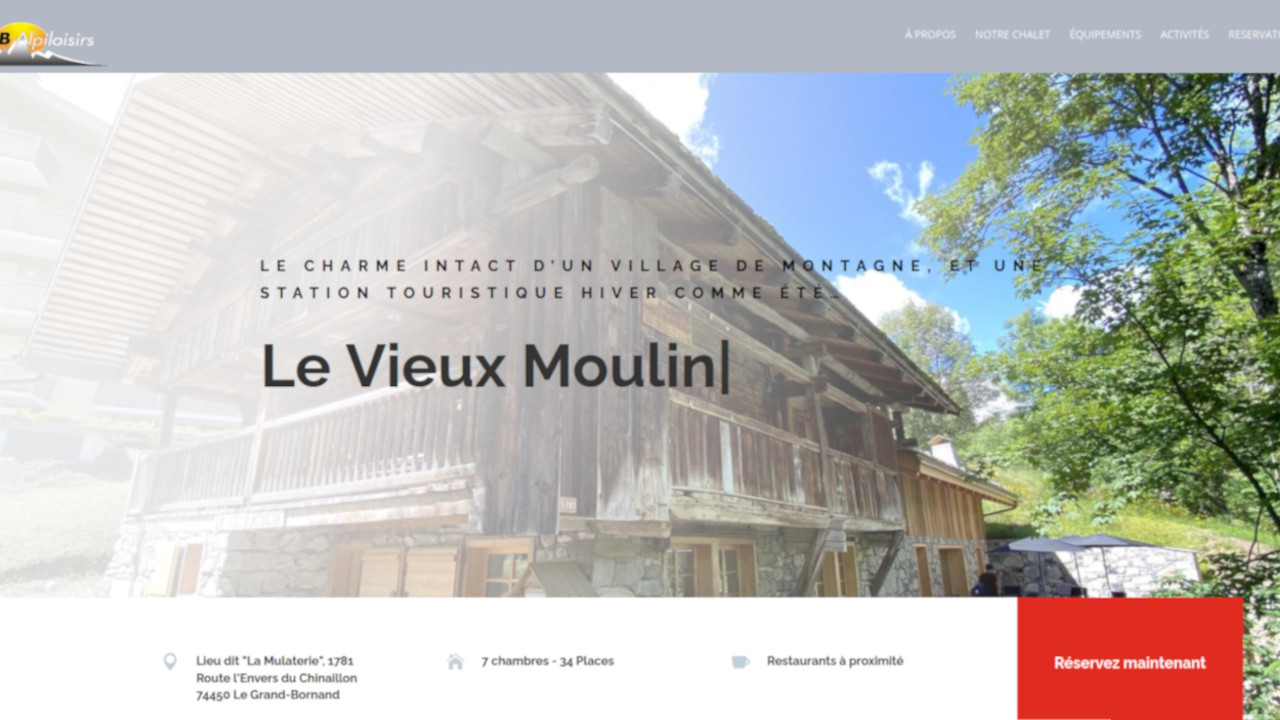 B Alpiloisirs
À PROPOS NOTRE CHALET ÉQUIPEMENTS ACTIVITÉS RESERVATI
LE CHARME INTACT D'UN VILLAGE DE MONTAGNE, ET UNE
STATION TOURISTIQUE HIVER COMME ÉTÉ…
Le Vieux Moulin|
Lieu dit "La Mulaterie", 1781
Route l'Envers du Chinaillon
74450 Le Grand-Bornand
7 chambres - 34 Places
Restaurants à proximité
Réservez maintenant